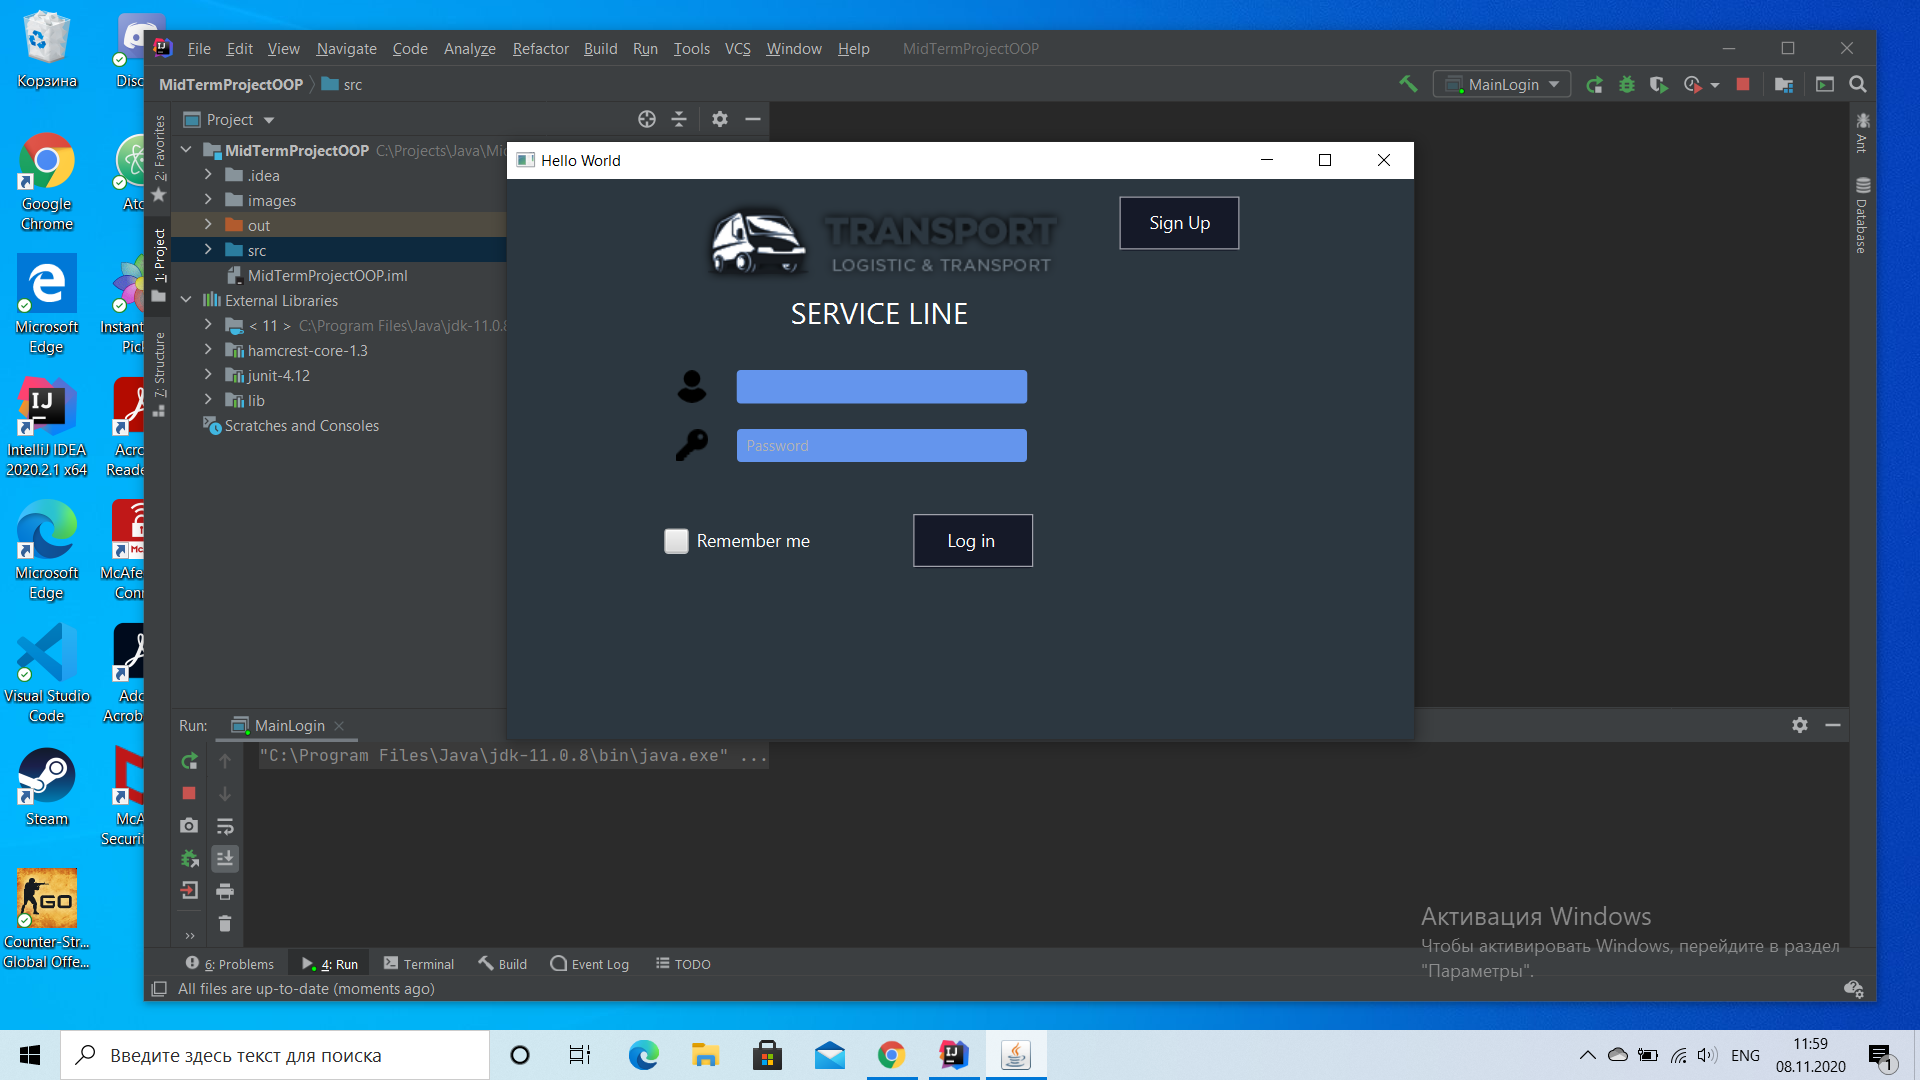 Корзина
Disc
Google
Chrome
Ato
Microsoft
Edge
Instant
Pick
IntelliJ IDEA
2020.2.1 x64
Acro
Reade
Microsoft
Edge
McAfe
Conn
Visual Studio
Code
Ado
Acrob
Steam
McA
Securit
Counter-Str...
Global Offe...
File Edit View Navigate Code Analyze Refactor Build Run Tools VCS Window Help MidTermProjectOOP
MidTermProjectOOP src
MainLogin
2: Favorites
1: Project
7: Structure
Ant
Database
Project
MidTermProjectOOP C:\Projects\Java\Mi
.idea
images
out
src
MidTermProjectOOP.iml
External Libraries
< 11 > C:\Program Files\Java\jdk-11.0.8
hamcrest-core-1.3
junit-4.12
lib
Scratches and Consoles
Hello World
TRANSPORT
LOGISTIC & TRANSPORT
Sign Up
SERVICE LINE
Password
Remember me
Log in
Run: MainLogin
"C:\Program Files\Java\jdk-11.0.8\bin\java.exe" ...
Активация Windows
Чтобы активировать Windows, перейдите в раздел
"Параметры".
6: Problems 4: Run Terminal Build Event Log TODO
All files are up-to-date (moments ago)
Введите здесь текст для поиска
ENG
11:59
08.11.2020
1